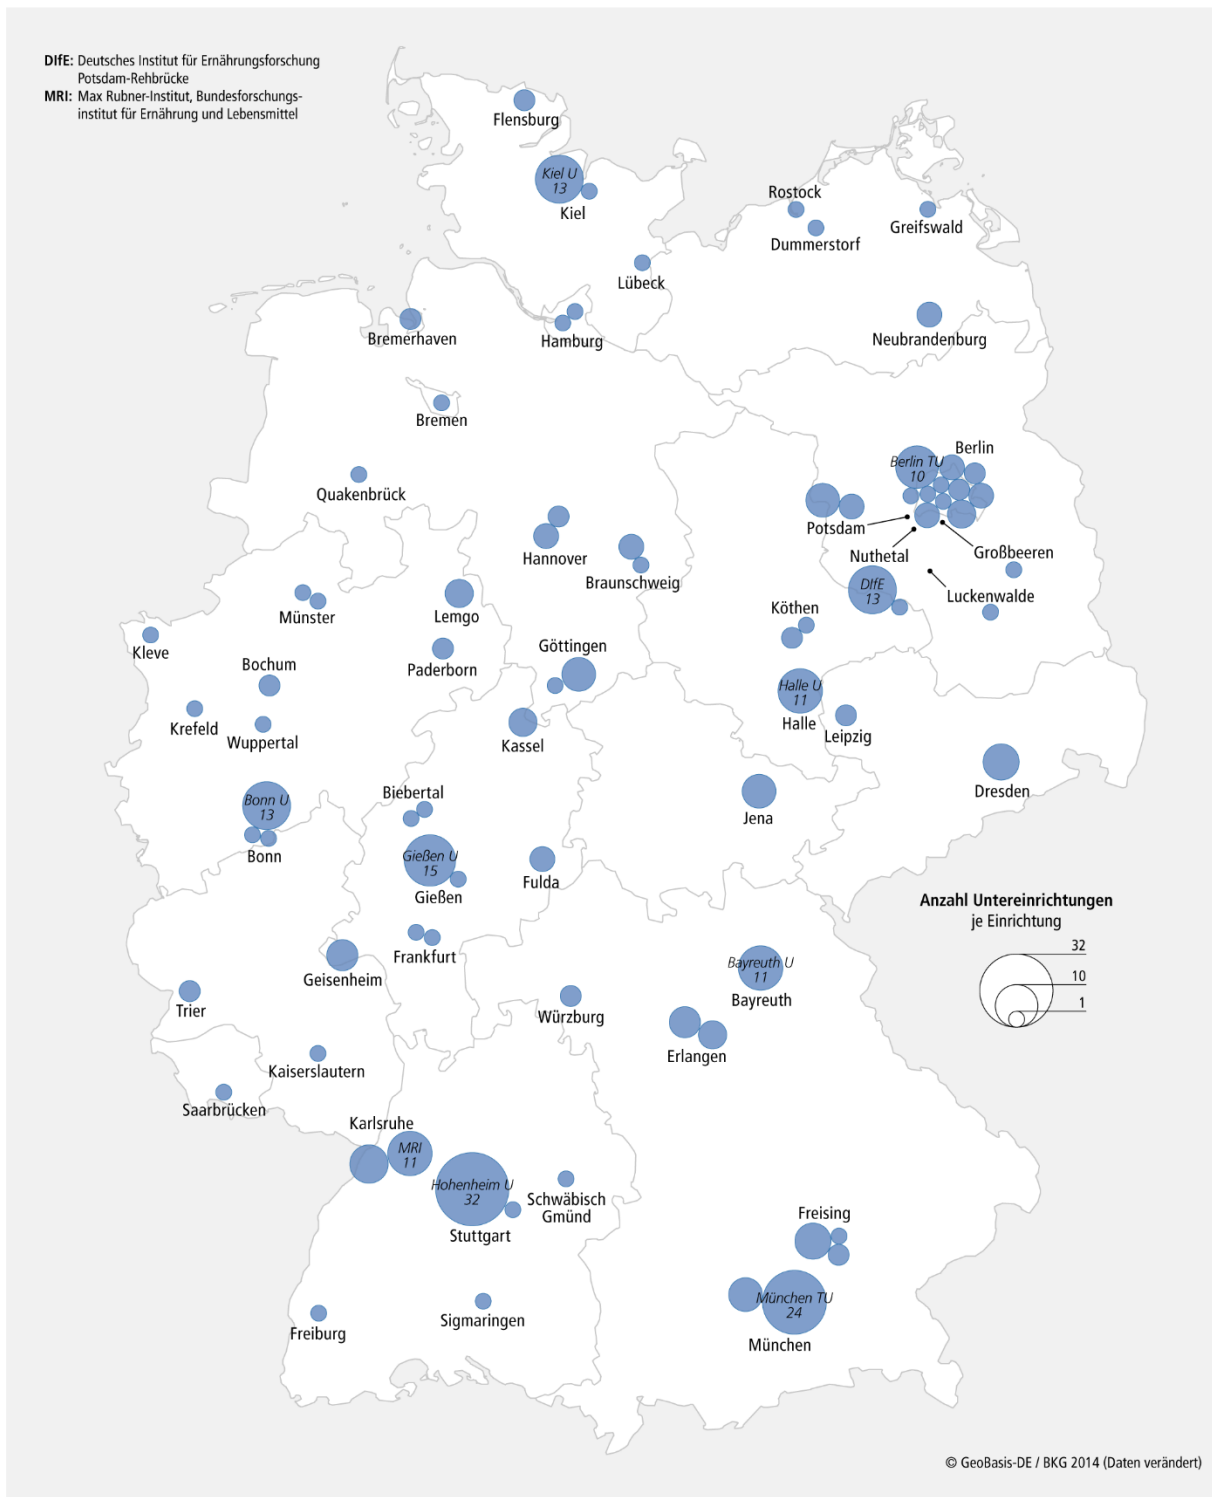 DIfE: Deutsches Institut für Ernährungsforschung
Potsdam-Rehbrücke
MRI: Max Rubner-Institut, Bundesforschungs-
institut für Ernährung und Lebensmittel
Flensburg
Kiel U
13
Kiel
Rostock
Dummerstorf
Greifswald
Lübeck
Bremerhaven
Hamburg
Neubrandenburg
Bremen
Berlin
Berlin TU
10
Quakenbrück
Potsdam
Hannover
Nuthetal
Großbeeren
Braunschweig
DIfE
13
Luckenwalde
Münster
Lemgo
Köthen
Kleve
Göttingen
Bochum
Paderborn
Halle U
11
Halle
Krefeld
Wuppertal
Kassel
Leipzig
Dresden
Biebertal
Bonn U
13
Bonn
Jena
Gießen U
15
Gießen
Fulda
Anzahl Untereinrichtungen
je Einrichtung
32
10
1
Frankfurt
Geisenheim
Bayreuth U
11
Bayreuth
Trier
Würzburg
Erlangen
Kaiserslautern
Saarbrücken
Karlsruhe
MRI
11
Hohenheim U
32
Stuttgart
Schwäbisch
Gmünd
Freising
München TU
24
München
Sigmaringen
Freiburg
© GeoBasis-DE / BKG 2014 (Daten verändert)